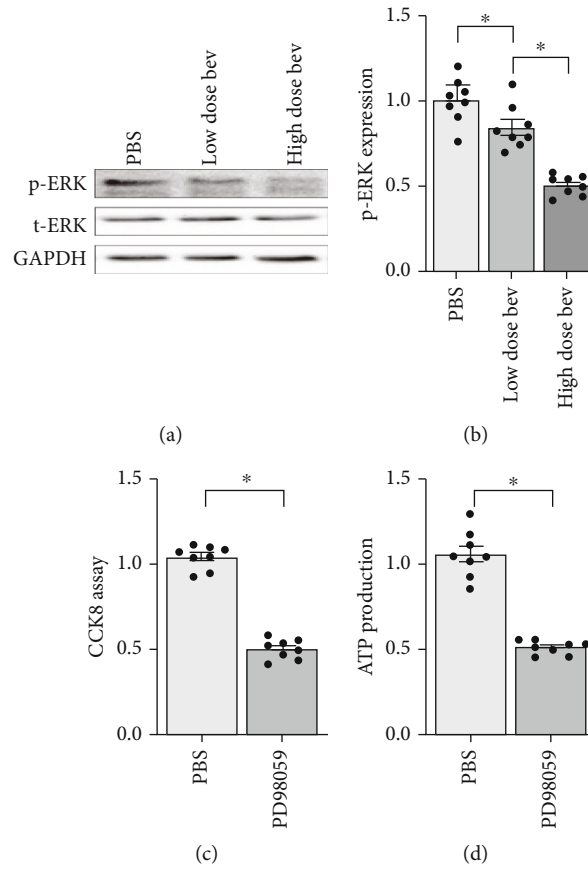 PBS
Low dose bev
High dose bev
p-ERK
t-ERK
GAPDH
(a)
1.5
1.0
0.5
0.0
p-ERK expression
*
*
PBS
Low dose bev
High dose bev
(b)
1.5
1.0
0.5
0.0
CCK8 assay
*
PBS
PD98059
(c)
1.5
1.0
0.5
0.0
ATP production
*
PBS
PD98059
(d)